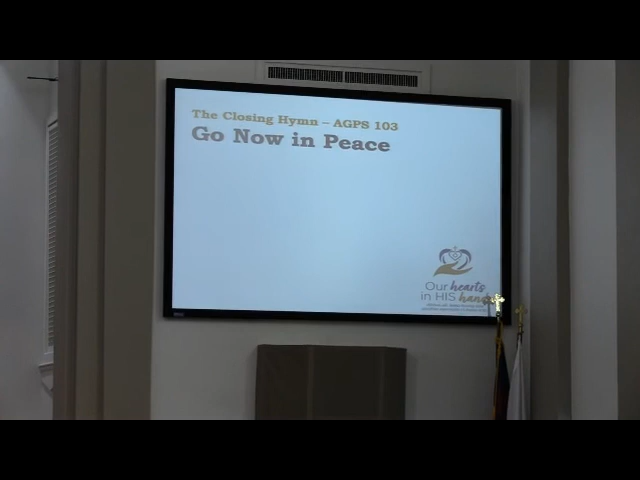 The Closing Hymn – AGPS 103
Go Now in Peace
Our hearts
in HIS hands